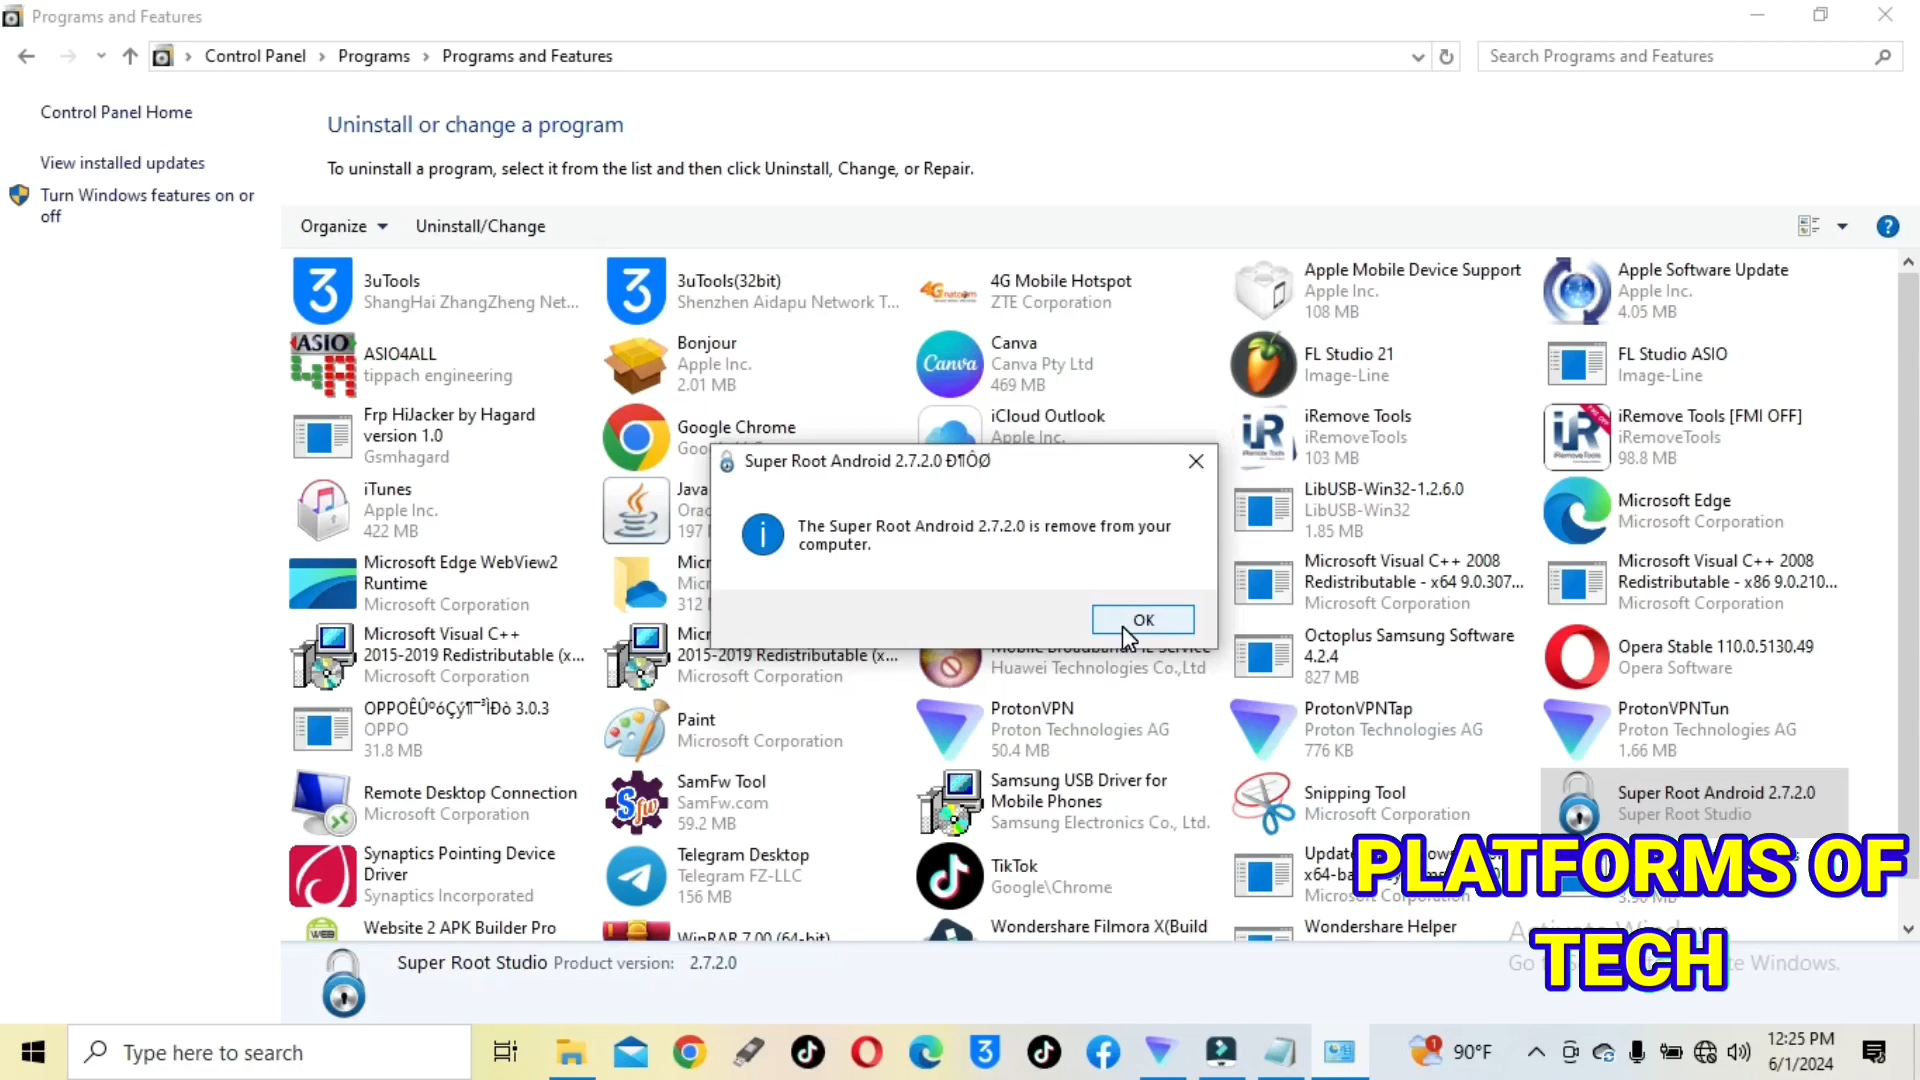 Programs and Features
Control Panel
Programs
Programs and Features
Search Programs and Features
Control Panel Home
View installed updates
Turn Windows features on or
off
Uninstall or change a program
To uninstall a program, select it from the list and then click Uninstall, Change, or Repair.
Organize
Uninstall/Change
3uTools
ShangHai ZhangZheng Net...
3uTools(32bit)
Shenzhen Aidapu Network T...
4G Mobile Hotspot
ZTE Corporation
Apple Mobile Device Support
Apple Inc.
108 MB
Apple Software Update
Apple Inc.
4.05 MB
ASIO4ALL
tippach engineering
Bonjour
Apple Inc.
2.01 MB
Canva
Canva Pty Ltd
469 MB
FL Studio 21
Image-Line
FL Studio ASIO
Image-Line
Frp HiJacker by Hagard
version 1.0
Gsmhagard
Google Chrome
iCloud Outlook
Apple Inc.
iRemove Tools
iRemoveTools
103 MB
iRemove Tools [FMI OFF]
iRemoveTools
98.8 MB
iTunes
Apple Inc.
422 MB
Java
197
LibUSB-Win32-1.2.6.0
LibUSB-Win32
1.85 MB
Microsoft Edge
Microsoft Corporation
Microsoft Edge WebView2
Runtime
Microsoft Corporation
312
Microsoft Visual C++ 2008
Redistributable - x64 9.0.307...
Microsoft Corporation
Microsoft Visual C++ 2008
Redistributable - x86 9.0.210...
Microsoft Corporation
Super Root Android 2.7.2.0 Ð¶ÔØ
The Super Root Android 2.7.2.0 is remove from your
computer.
OK
Microsoft Visual C++
2015-2019 Redistributable (x...
Microsoft Corporation
2015-2019 Redistributable (x...
Microsoft Corporation
Huawei Technologies Co.,Ltd
Octoplus Samsung Software
4.2.4
827 MB
Opera Stable 110.0.5130.49
Opera Software
OPPOÊÛºóÇý¶¯³ÌÐò 3.0.3
OPPO
31.8 MB
Paint
Microsoft Corporation
ProtonVPN
Proton Technologies AG
50.4 MB
ProtonVPNTap
Proton Technologies AG
776 KB
ProtonVPNTun
Proton Technologies AG
1.66 MB
Remote Desktop Connection
Microsoft Corporation
SamFw Tool
SamFw.com
59.2 MB
Samsung USB Driver for
Mobile Phones
Samsung Electronics Co., Ltd.
Snipping Tool
Microsoft Corporation
Super Root Android 2.7.2.0
Super Root Studio
Synaptics Pointing Device
Driver
Synaptics Incorporated
Telegram Desktop
Telegram FZ-LLC
156 MB
TikTok
Google\Chrome
PLATFORMS OF
TECH
Website 2 APK Builder Pro
WinRAR 7.00 (64-bit)
Wondershare Filmora X(Build
Wondershare Helper
Super Root Studio Product version: 2.7.2.0
Type here to search
90°F
12:25 PM
6/1/2024